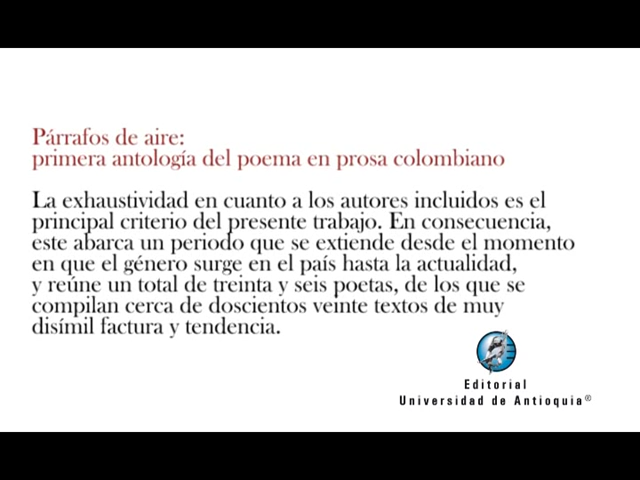 Párrafos de aire:
primera antología del poema en prosa colombiano
La exhaustividad en cuanto a los autores incluidos es el
principal criterio del presente trabajo. En consecuencia,
este abarca un periodo que se extiende desde el momento
en que el género surge en el país hasta la actualidad,
y reúne un total de treinta y seis poetas, de los que se
compilan cerca de doscientos veinte textos de muy
disímil factura y tendencia.
Editorial
Universidad de Antioquia®